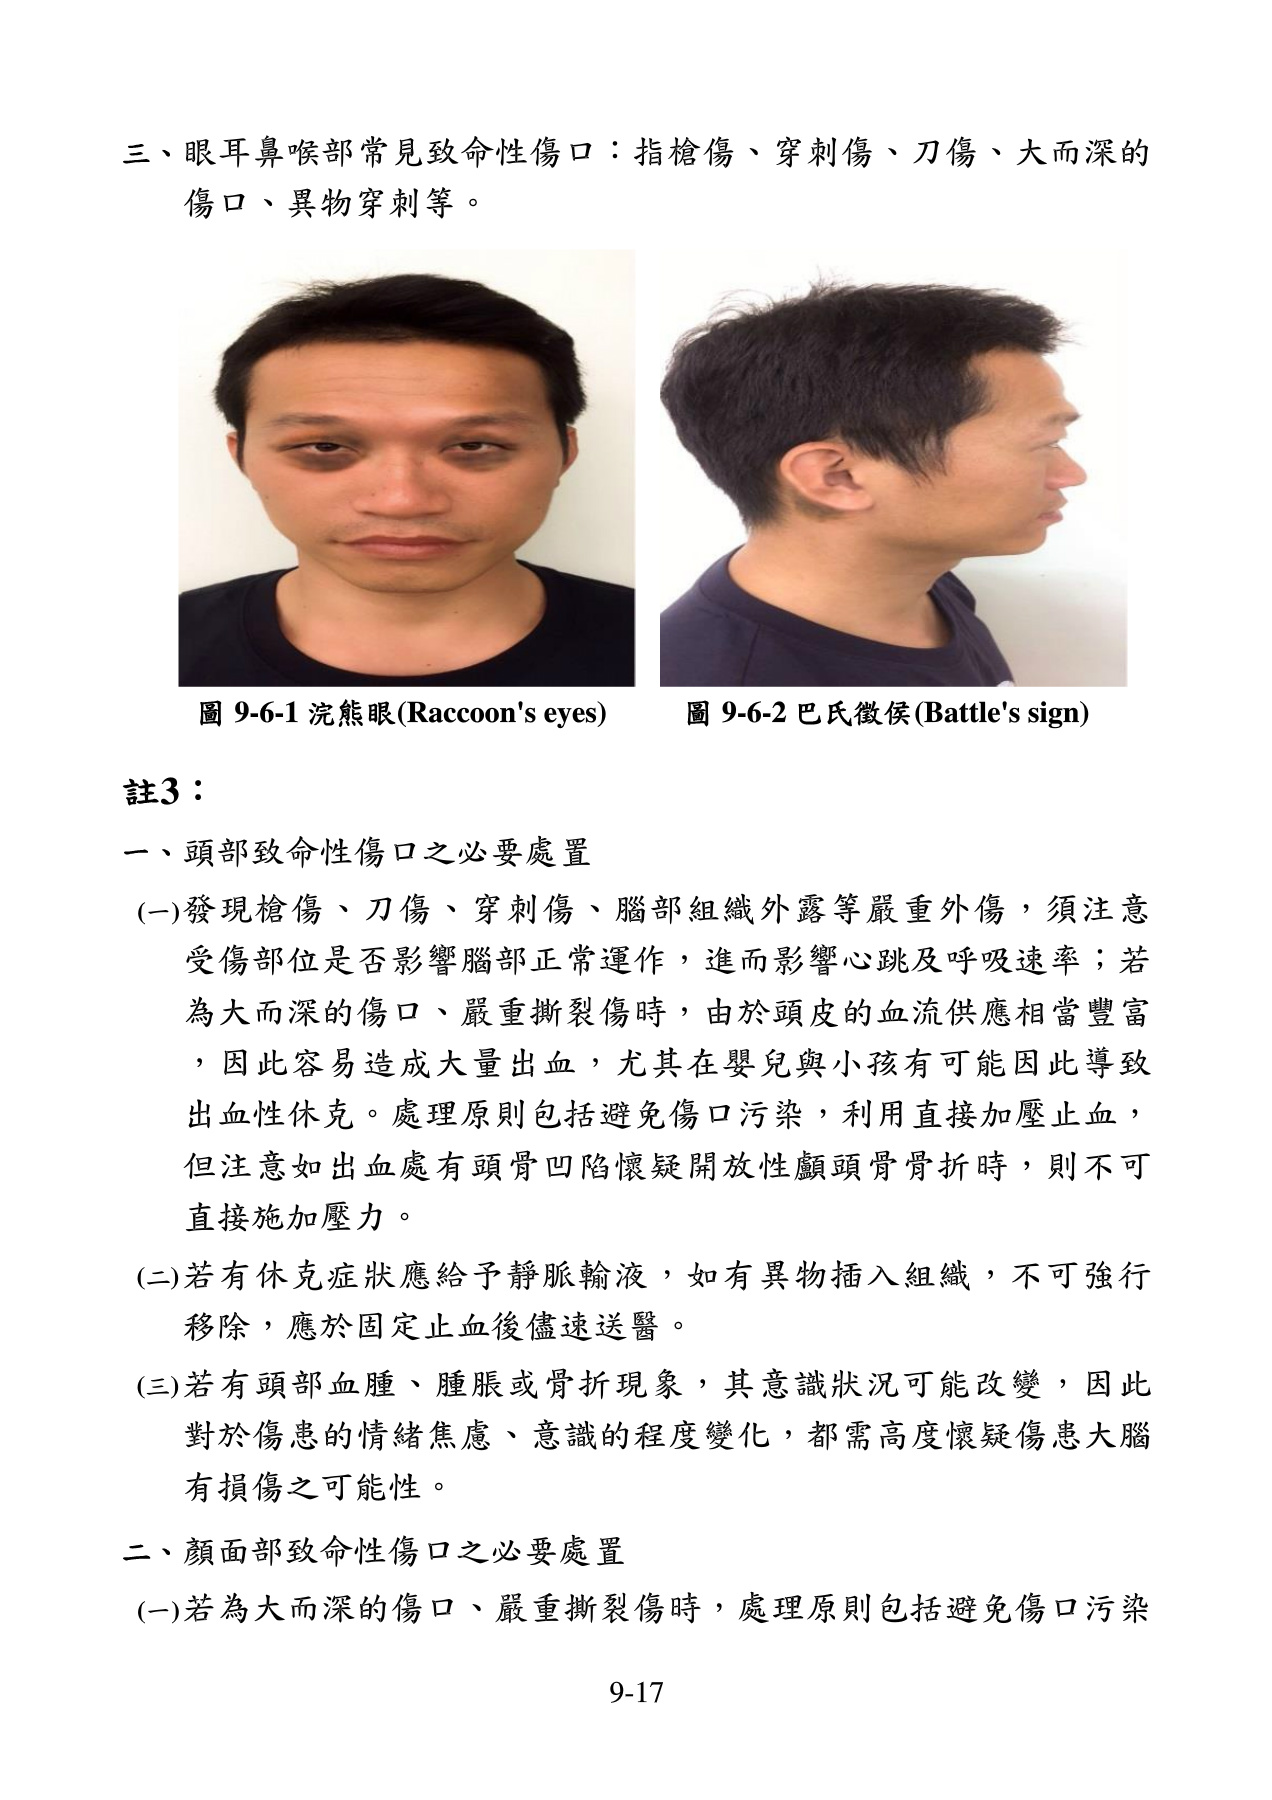 三、眼耳鼻喉部常見致命性傷口：指槍傷、穿刺傷、刀傷、大而深的
傷口、異物穿刺等。
圖 9-6-1 浣熊眼(Raccoon's eyes)
圖 9-6-2 巴氏徵侯(Battle's sign)
註3：
一、頭部致命性傷口之必要處置
(一)發現槍傷、刀傷、穿刺傷、腦部組織外露等嚴重外傷，須注意
受傷部位是否影響腦部正常運作，進而影響心跳及呼吸速率；若
為大而深的傷口、嚴重撕裂傷時，由於頭皮的血流供應相當豐富
，因此容易造成大量出血，尤其在嬰兒與小孩有可能因此導致
出血性休克。處理原則包括避免傷口污染，利用直接加壓止血，
但注意如出血處有頭骨凹陷懷疑開放性顱頭骨骨折時，則不可
直接施加壓力。
(二)若有休克症狀應給予靜脈輸液，如有異物插入組織，不可強行
移除，應於固定止血後儘速送醫。
(三)若有頭部血腫、腫脹或骨折現象，其意識狀況可能改變，因此
對於傷患的情緒焦慮、意識的程度變化，都需高度懷疑傷患大腦
有損傷之可能性。
二、顏面部致命性傷口之必要處置
(一)若為大而深的傷口、嚴重撕裂傷時，處理原則包括避免傷口污染
9-17